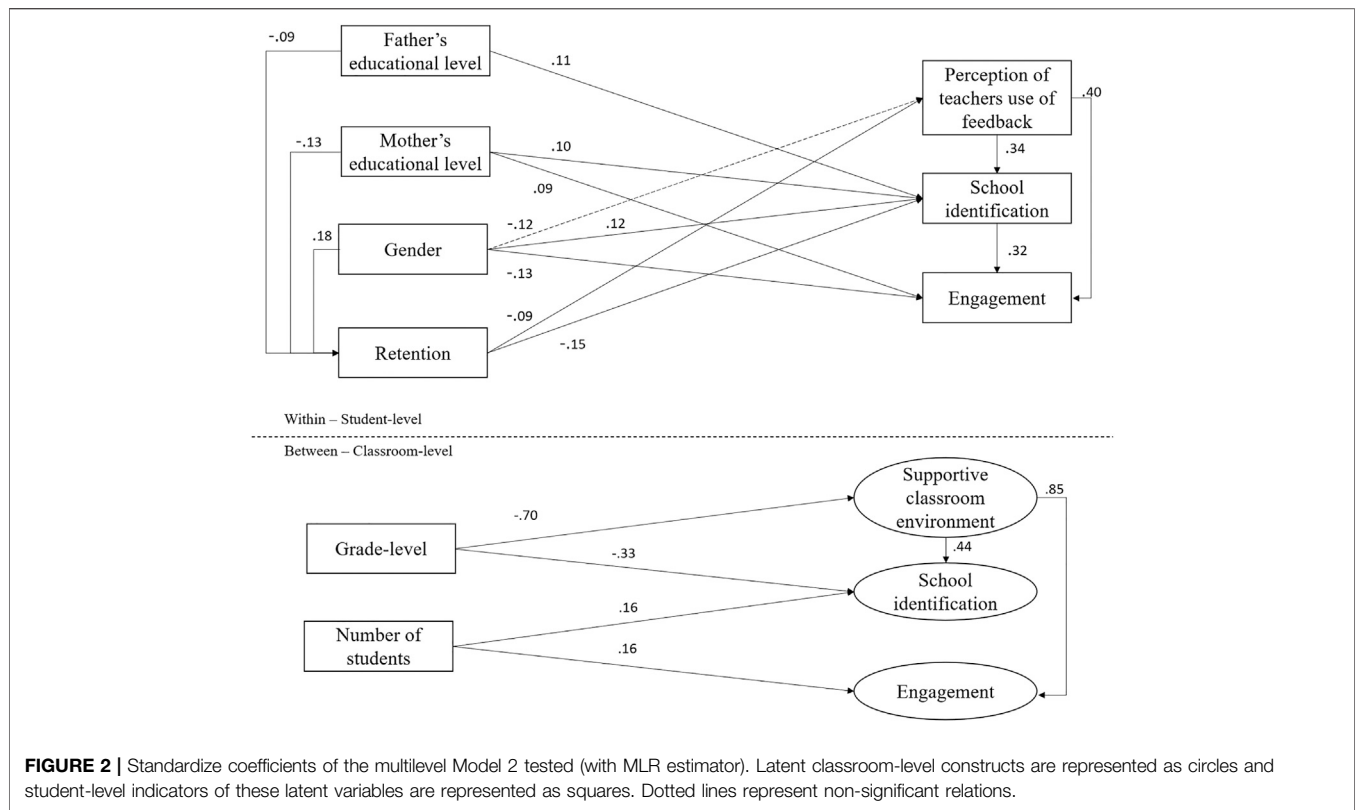 -.09
Father's
educational level
.11
Perception of
teachers use of
feedback
.40
-.13
Mother's
educational level
.10
.09
.34
School
identification
.18
Gender
-.12
.12
-.13
.32
Engagement
Retention
-.09
-.15
Within – Student-level
Between – Classroom-level
Supportive
classroom
environment
.85
Grade-level
-.70
-.33
.44
School
identification
Number of
students
.16
.16
Engagement
FIGURE 2 | Standardize coefficients of the multilevel Model 2 tested (with MLR estimator). Latent classroom-level constructs are represented as circles and
student-level indicators of these latent variables are represented as squares. Dotted lines represent non-significant relations.